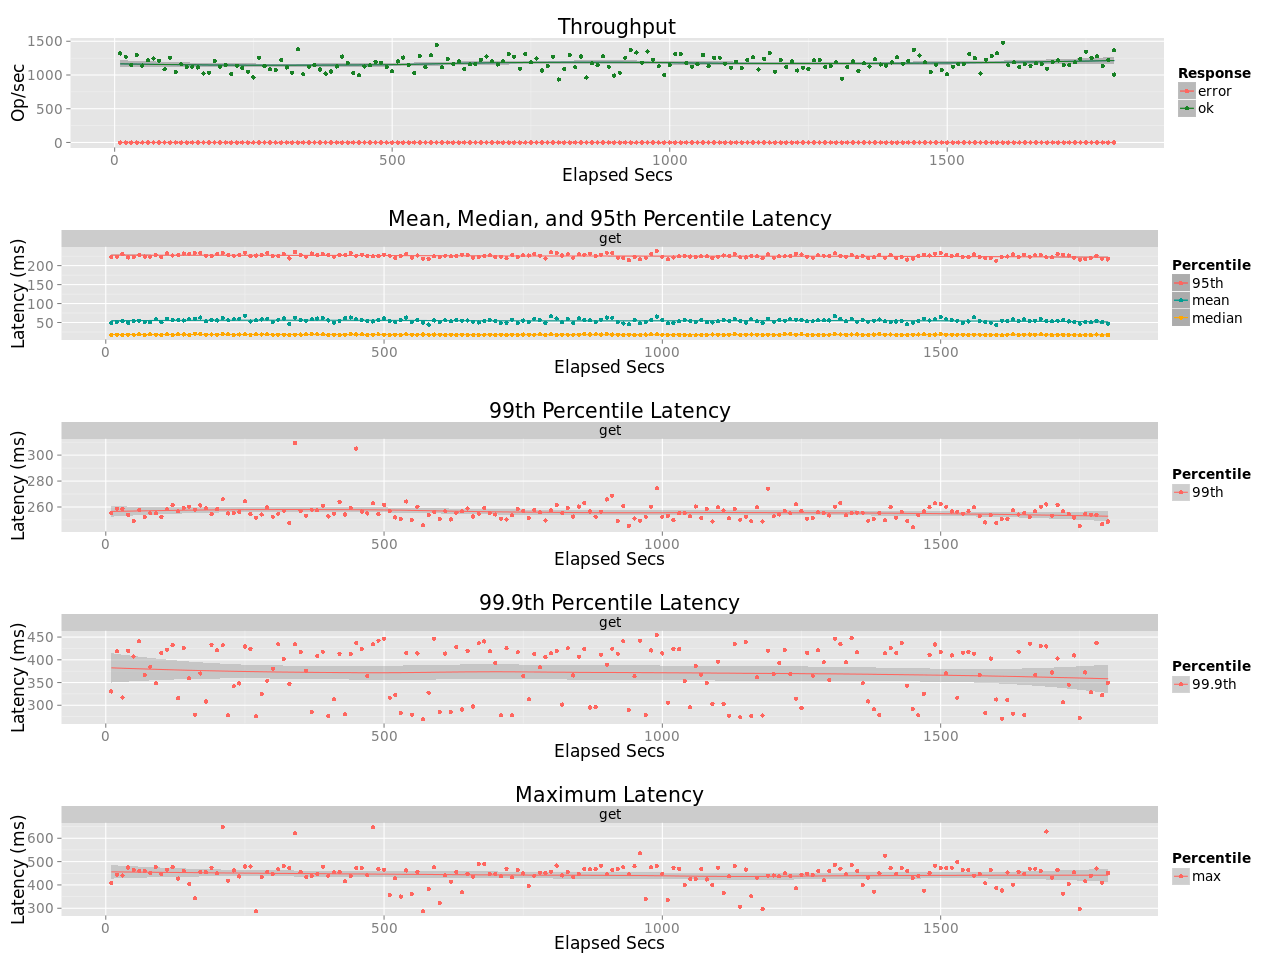 Throughput
Op/sec
1500
1000
500
0
0 500 1000 1500
Elapsed Secs
Response
error
ok
Mean, Median, and 95th Percentile Latency
get
Latency (ms)
200
150
100
50
0 500 1000 1500
Elapsed Secs
Percentile
95th
mean
median
99th Percentile Latency
get
Latency (ms)
300
280
260
0 500 1000 1500
Elapsed Secs
Percentile
99th
99.9th Percentile Latency
get
Latency (ms)
450
400
350
300
0 500 1000 1500
Elapsed Secs
Percentile
99.9th
Maximum Latency
get
Latency (ms)
600
500
400
300
0 500 1000 1500
Elapsed Secs
Percentile
max